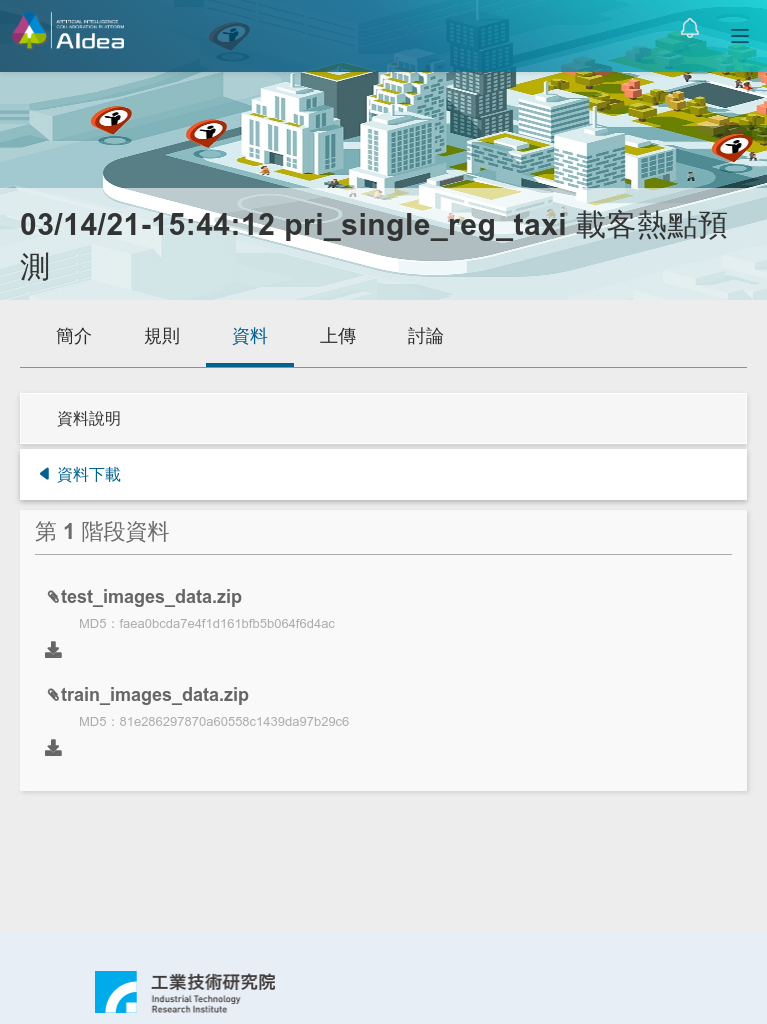 ARTIFICIAL INTELLIGENCE
COLLABORATION PLATFORM
AIdea
03/14/21-15:44:12 pri_single_reg_taxi 載客熱點預
測
簡介 規則 資料 上傳 討論
資料說明
資料下載
第 1 階段資料
test_images_data.zip
MD5：faea0bcda7e4f1d161bfb5b064f6d4ac
train_images_data.zip
MD5：81e286297870a60558c1439da97b29c6
工業技術研究院
Industrial Technology
Research Institute